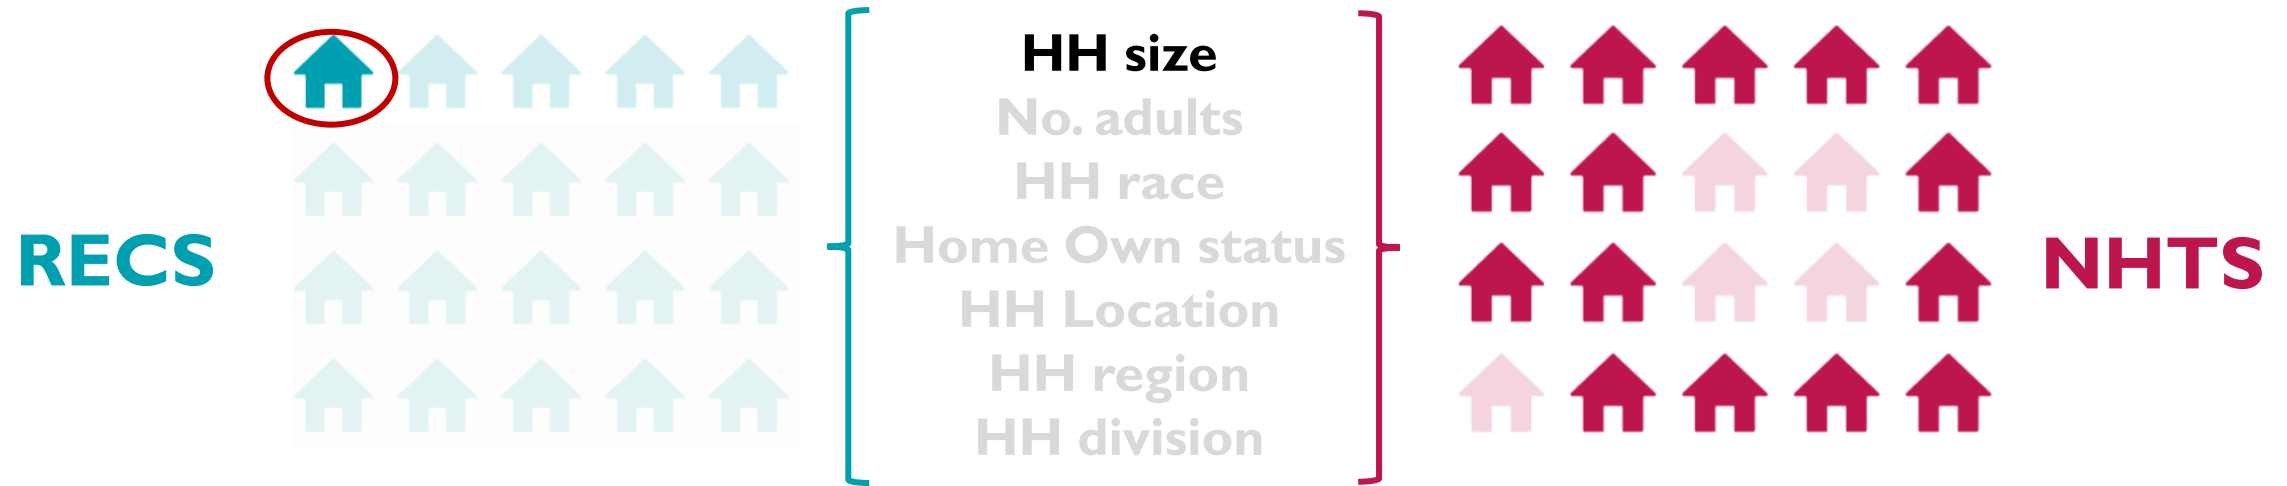 RECS
HH size
No. adults
HH race
Home Own status
HH Location
HH region
HH division
NHTS